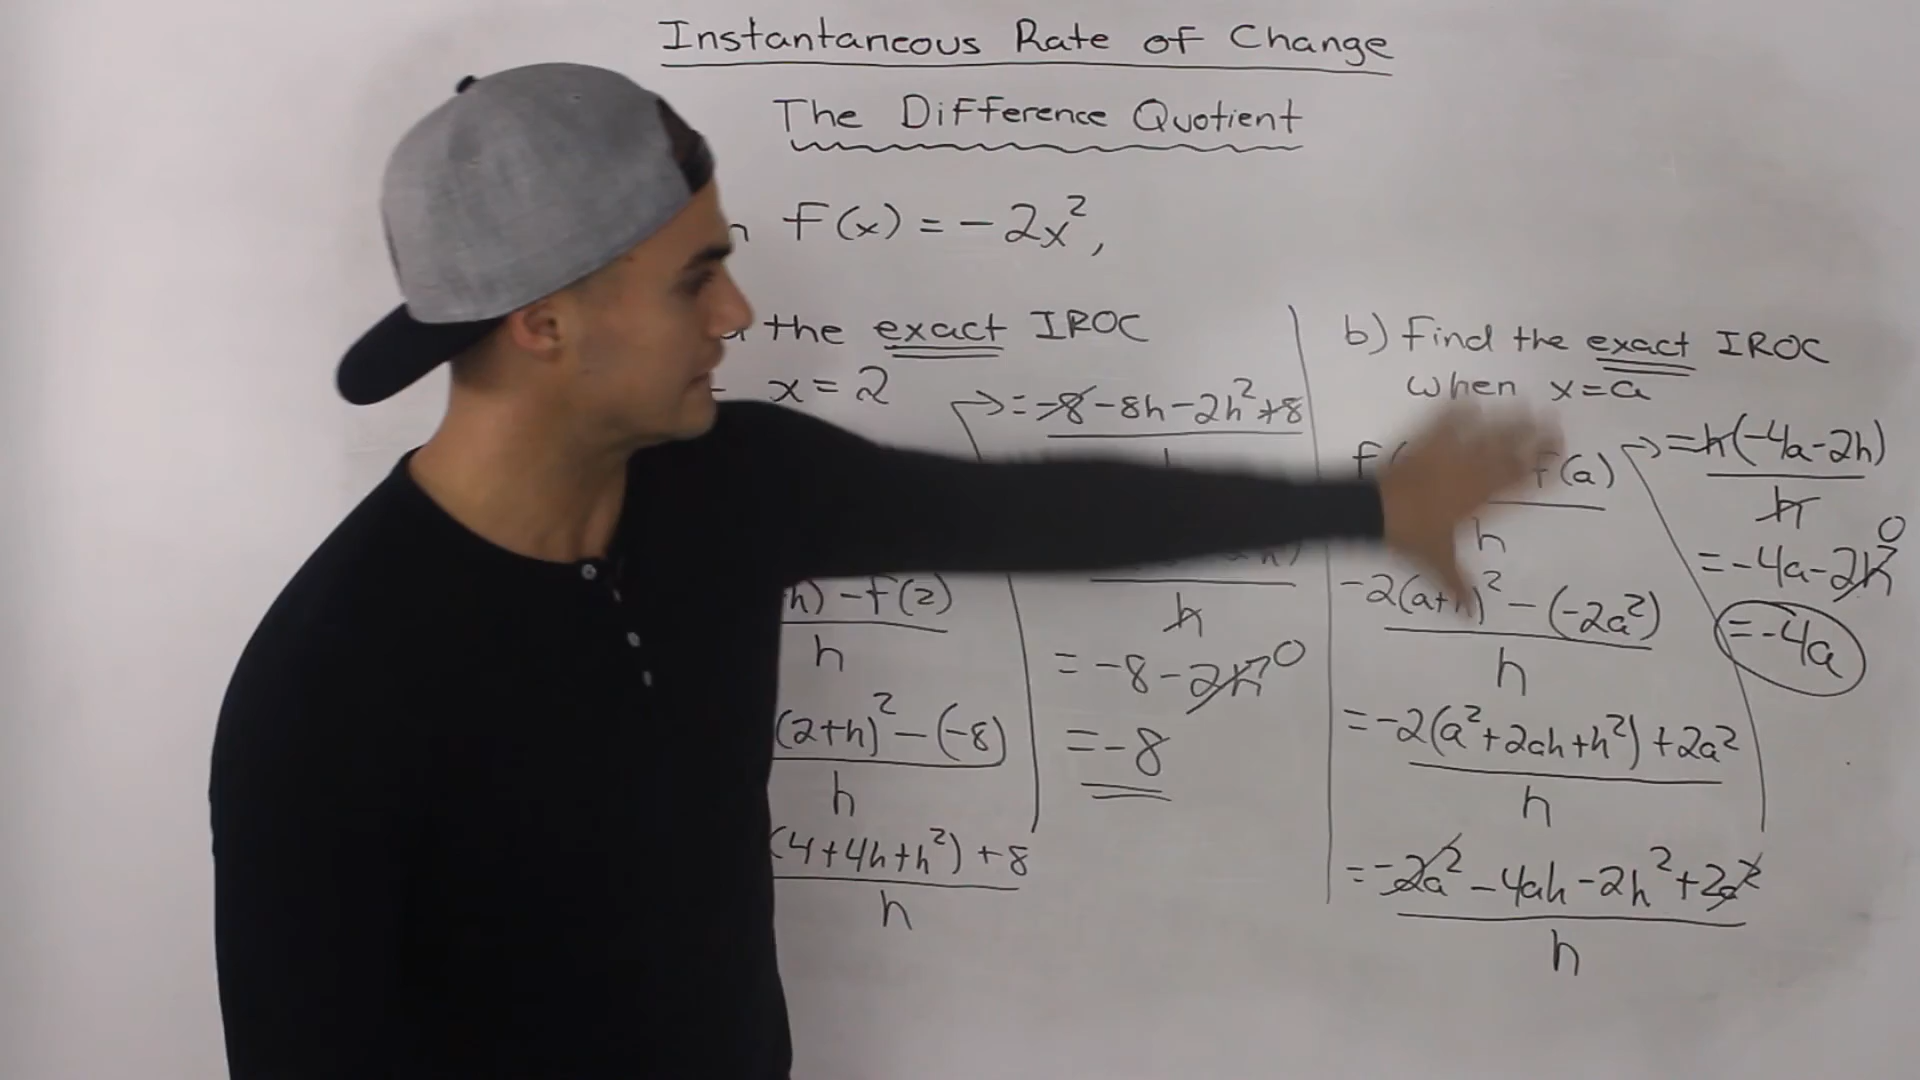 Instantaneous Rate of Change
The Difference Quotient
f(x) = -2x²,
the exact IROC
x = 2
h) - f(2)
h
(2+h)² - (-8)
h
(4+4h+h²) + 8
h
= -8 - 8h - 2h² + 8
h
= -8 - 2h 0
= -8
b) Find the exact IROC
when x = a
f(a)
h
-2(a+h)² - (-2a²)
h
= -2(a² + 2ah + h²) + 2a²
h
= -2a² - 4ah - 2h² + 2a²
h
= h(-4a - 2h)
h
= -4a - 2h 0
= -4a